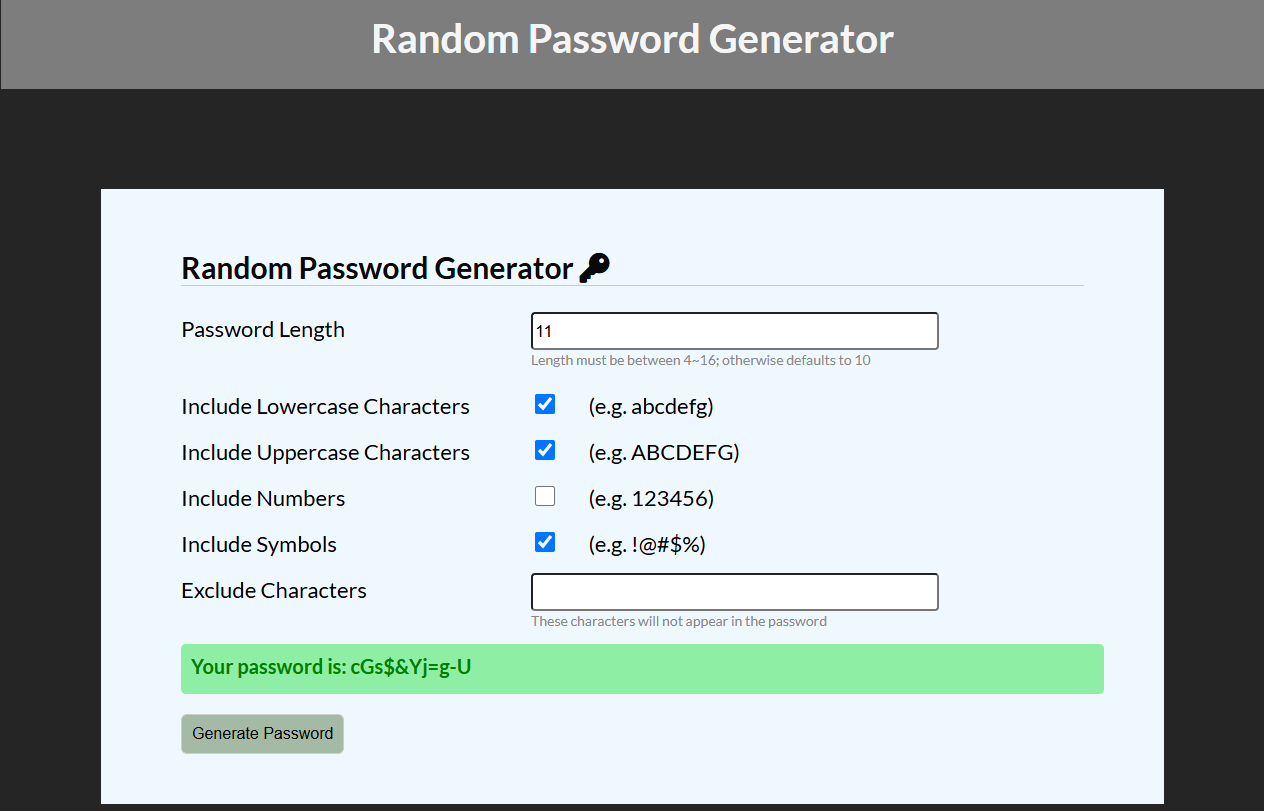 Random Password Generator
Random Password Generator
Password Length
11
Length must be between 4~16; otherwise defaults to 10
Include Lowercase Characters (e.g. abcdefg)
Include Uppercase Characters (e.g. ABCDEFG)
Include Numbers (e.g. 123456)
Include Symbols (e.g. !@#$%)
Exclude Characters
These characters will not appear in the password
Your password is: cGs$&Yj=g-U
Generate Password